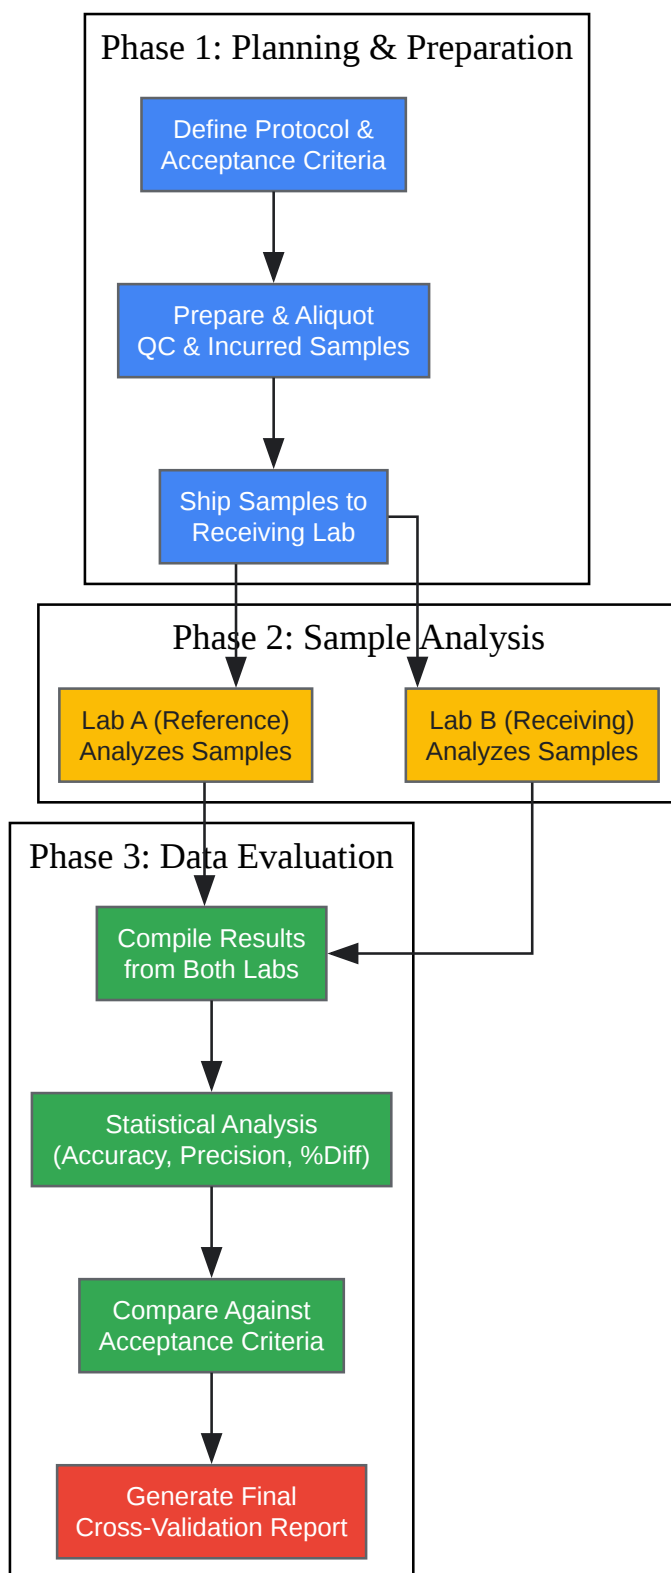 Phase 1: Planning & Preparation
Define Protocol &
Acceptance Criteria
Prepare & Aliquot
QC & Incurred Samples
Ship Samples to
Receiving Lab
Phase 2: Sample Analysis
Lab A (Reference)
Analyzes Samples
Lab B (Receiving)
Analyzes Samples
Phase 3: Data Evaluation
Compile Results
from Both Labs
Statistical Analysis
(Accuracy, Precision, %Diff)
Compare Against
Acceptance Criteria
Generate Final
Cross-Validation Report